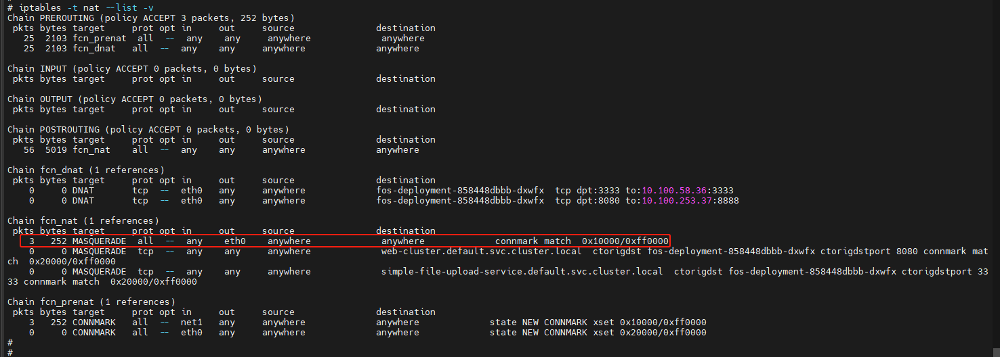 #
# iptables -t nat --list -v
Chain PREROUTING (policy ACCEPT 3 packets, 252 bytes)
 pkts bytes target     prot opt in     out     source               destination
   25  2103 fcn_prenat  all  --  any    any     anywhere             anywhere
   25  2103 fcn_dnat   all  --  any    any     anywhere             anywhere

Chain INPUT (policy ACCEPT 0 packets, 0 bytes)
 pkts bytes target     prot opt in     out     source               destination

Chain OUTPUT (policy ACCEPT 0 packets, 0 bytes)
 pkts bytes target     prot opt in     out     source               destination

Chain POSTROUTING (policy ACCEPT 0 packets, 0 bytes)
 pkts bytes target     prot opt in     out     source               destination
   56  5019 fcn_nat    all  --  any    any     anywhere             anywhere

Chain fcn_dnat (1 references)
 pkts bytes target     prot opt in     out     source               destination
    0     0 DNAT       tcp  --  eth0   any     anywhere             fos-deployment-858448dbbb-dxwfx  tcp dpt:3333 to:10.100.58.36:3333
    0     0 DNAT       tcp  --  eth0   any     anywhere             fos-deployment-858448dbbb-dxwfx  tcp dpt:8080 to:10.100.253.37:8888

Chain fcn_nat (1 references)
 pkts bytes target     prot opt in     out     source               destination
    3   252 MASQUERADE  all  --  any    eth0    anywhere             anywhere             connmark match  0x10000/0xff0000
    0     0 MASQUERADE  tcp  --  any    any     anywhere             web-cluster.default.svc.cluster.local  ctorigdst fos-deployment-858448dbbb-dxwfx ctorigdstport 8080 connmark mat
ch  0x20000/0xff0000
    0     0 MASQUERADE  tcp  --  any    any     anywhere             simple-file-upload-service.default.svc.cluster.local  ctorigdst fos-deployment-858448dbbb-dxwfx ctorigdstport 33
33 connmark match  0x20000/0xff0000

Chain fcn_prenat (1 references)
 pkts bytes target     prot opt in     out     source               destination
    3   252 CONNMARK   all  --  net1   any     anywhere             anywhere             state NEW CONNMARK xset 0x10000/0xff0000
    0     0 CONNMARK   all  --  eth0   any     anywhere             anywhere             state NEW CONNMARK xset 0x20000/0xff0000
#
#